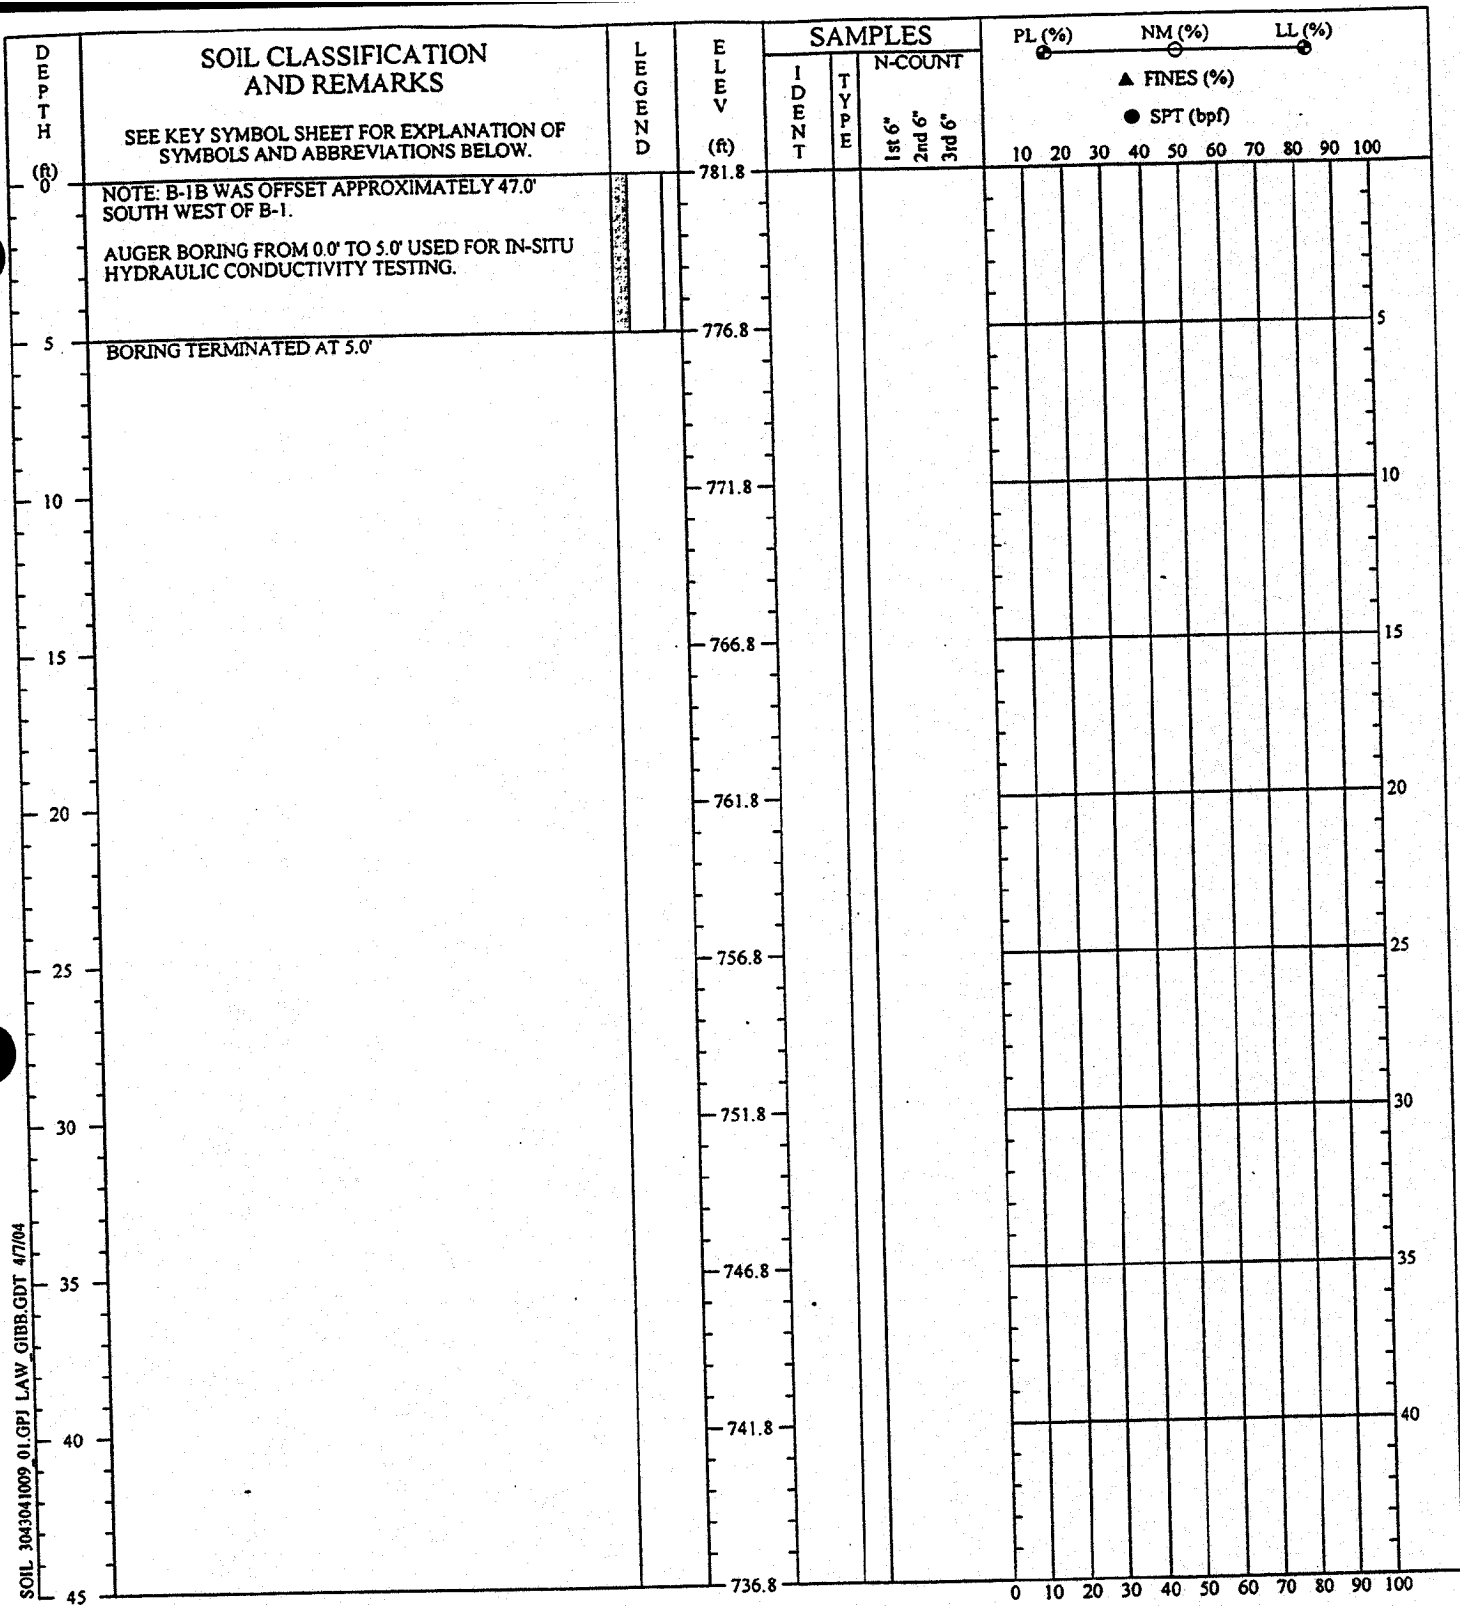 DEPTH
(ft)
SOIL CLASSIFICATION
AND REMARKS
SEE KEY SYMBOL SHEET FOR EXPLANATION OF
SYMBOLS AND ABBREVIATIONS BELOW.
LEGEND
ELEV
(ft)
SAMPLES
IDENT
TYPE
N-COUNT
1st 6"
2nd 6"
3rd 6"
PL (%) NM (%) LL (%)
▲ FINES (%)
● SPT (bpf)
10 20 30 40 50 60 70 80 90 100
0
NOTE: B-1B WAS OFFSET APPROXIMATELY 47.0'
SOUTH WEST OF B-1.
AUGER BORING FROM 0.0' TO 5.0' USED FOR IN-SITU
HYDRAULIC CONDUCTIVITY TESTING.
781.8
5
BORING TERMINATED AT 5.0'
776.8
5
10
771.8
10
15
766.8
15
20
761.8
20
25
756.8
25
30
751.8
30
35
746.8
35
40
741.8
40
45
736.8
0 10 20 30 40 50 60 70 80 90 100
SOIL 3043041009_01.GPJ LAW_GIBB.GDT 4/7/04